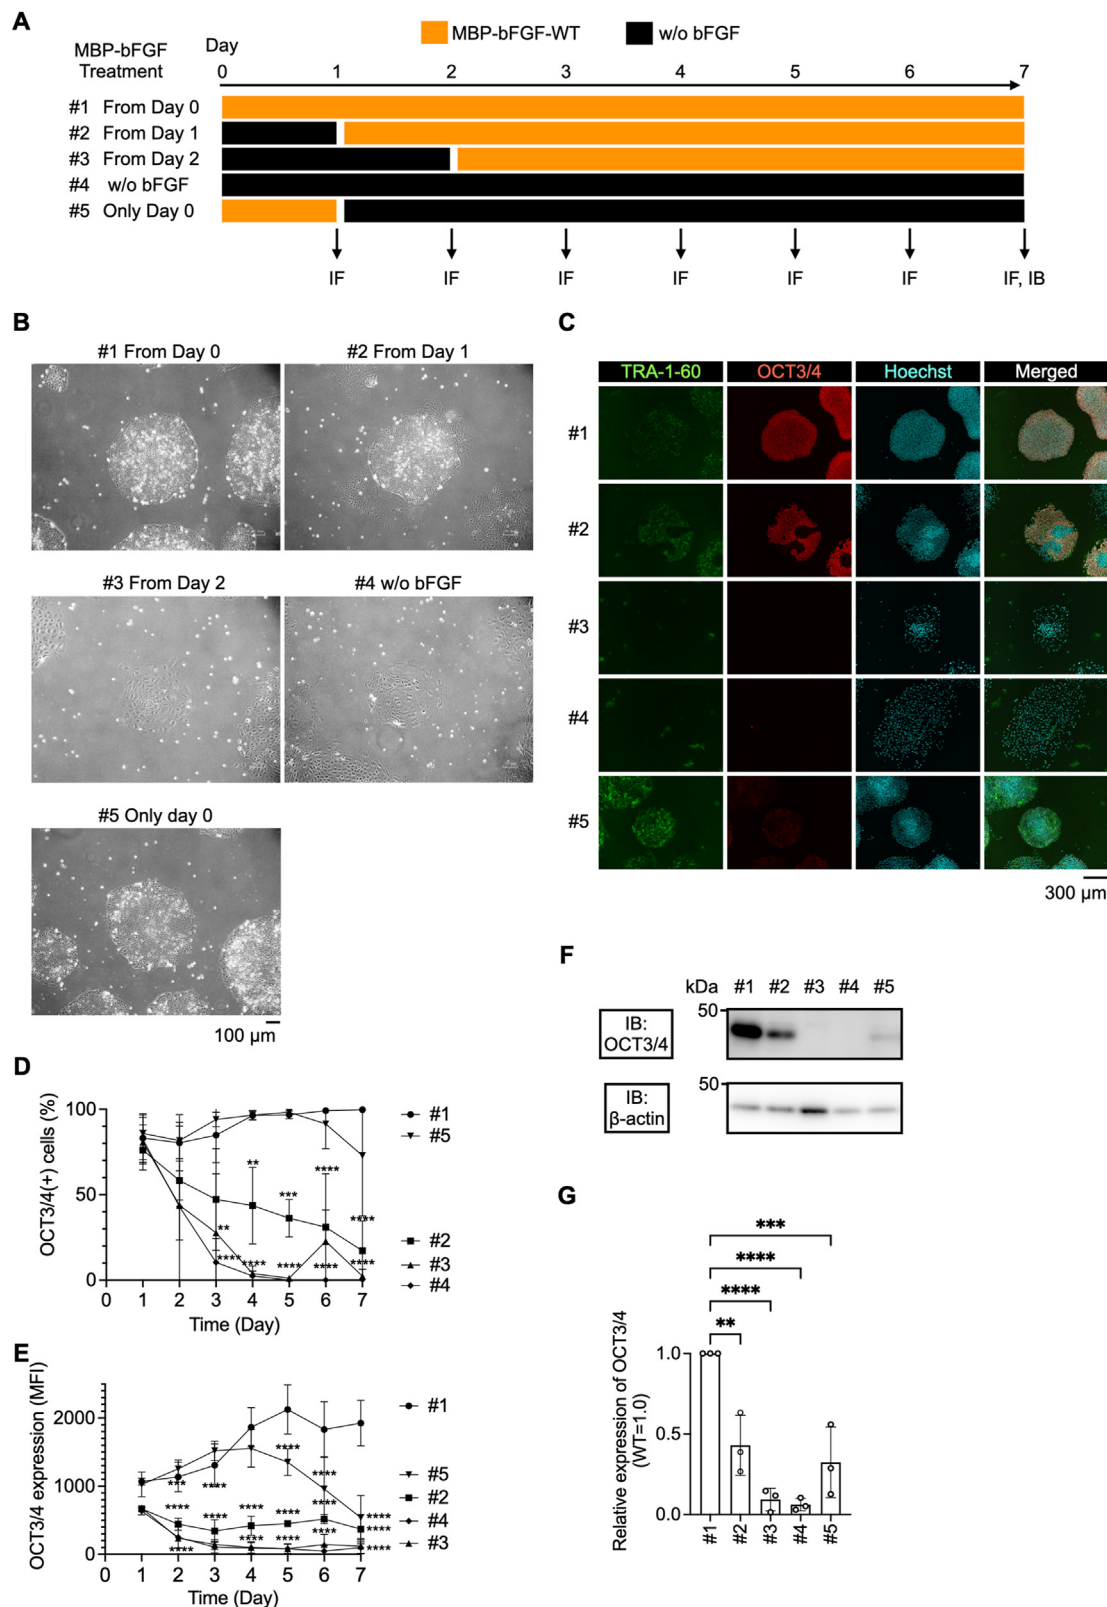 A
MBP-bFGF-WT
w/o bFGF
MBP-bFGF
Treatment
Day
0 1 2 3 4 5 6 7
#1 From Day 0
#2 From Day 1
#3 From Day 2
#4 w/o bFGF
#5 Only Day 0
IF IF IF IF IF IF IF, IB
B
#1 From Day 0
#2 From Day 1
#3 From Day 2
#4 w/o bFGF
#5 Only day 0
100 µm
C
TRA-1-60 OCT3/4 Hoechst Merged
#1
#2
#3
#4
#5
300 µm
D
OCT3/4(+) cells (%)
100
50
0
0 1 2 3 4 5 6 7
Time (Day)
** **** ** **** *** **** **** **** **** ****
#1
#5
#2
#3
#4
E
OCT3/4 expression (MFI)
2000
1000
0
0 1 2 3 4 5 6 7
Time (Day)
*** **** **** **** **** **** **** ****
**** **** **** **** **** **** ****
#1
#5
#2
#4
#3
F
kDa #1 #2 #3 #4 #5
50
IB:
OCT3/4
50
IB:
β-actin
G
Relative expression of OCT3/4
(WT=1.0)
***
****
****
**
1.0
0.5
0.0
#1 #2 #3 #4 #5